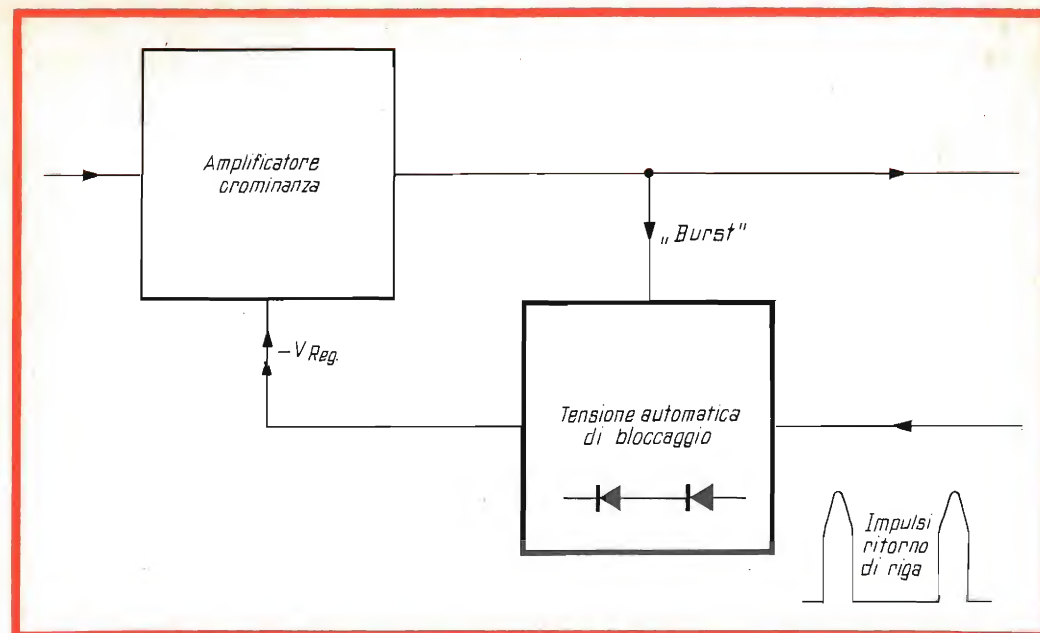 Amplificatore
crominanza
„Burst"
– V Reg.
Tensione automatica
di bloccaggio
Impulsi
ritorno
di riga